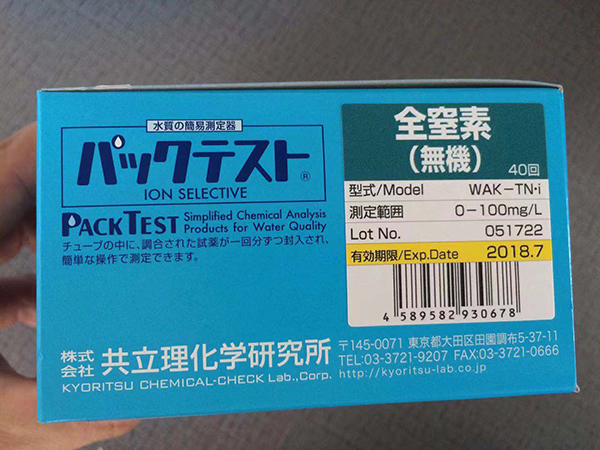 水質の簡易測定器
パックテスト®
ION SELECTIVE
PACKTEST Simplified Chemical Analysis
Products for Water Quality
チューブの中に、調合された試薬が一回分ずつ封入され、
簡単な操作で測定できます。
全窒素
(無機)
40回
型式/Model WAK-TN・i
測定範囲 0-100mg/L
Lot No. 051722
有効期限/Exp.Date 2018.7
4 589582 930678
株式会社 共立理化学研究所
KYORITSU CHEMICAL-CHECK Lab.,Corp.
〒145-0071 東京都大田区田園調布5-37-11
TEL:03-3721-9207 FAX:03-3721-0666
http://kyoritsu-lab.co.jp